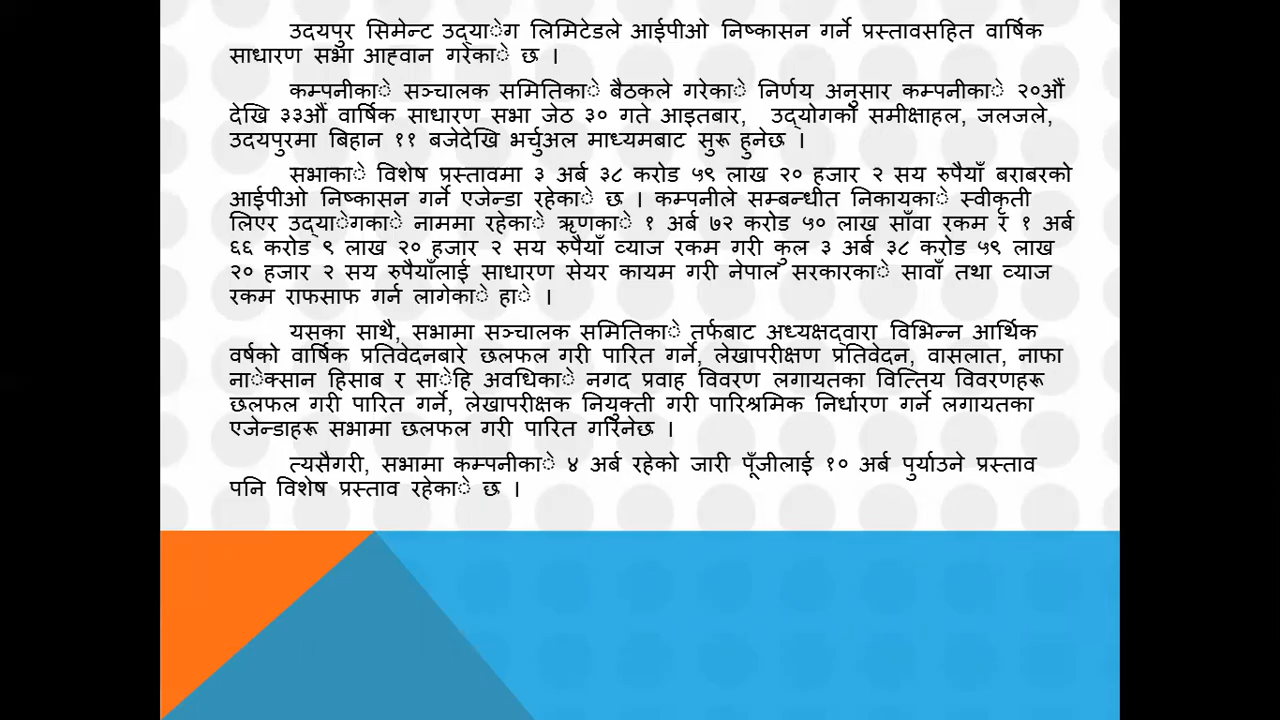 उदयपुर सिमेन्ट उद्याेग लिमिटेडले आईपीओ निष्कासन गर्ने प्रस्तावसहित वार्षिक
साधारण सभा आह्वान गरेकाे छ ।
कम्पनीकाे सञ्चालक समितिकाे बैठकले गरेकाे निर्णय अनुसार कम्पनीकाे २०औं
देखि ३३औं वार्षिक साधारण सभा जेठ ३० गते आइतबार, उद्योगको समीक्षाहल, जलजले,
उदयपुरमा बिहान ११ बजेदेखि भर्चुअल माध्यमबाट सुरू हुनेछ ।
सभाकाे विशेष प्रस्तावमा ३ अर्ब ३८ करोड ५९ लाख २० हजार २ सय रुपैयाँ बराबरको
आईपीओ निष्कासन गर्ने एजेन्डा रहेकाे छ । कम्पनीले सम्बन्धीत निकायकाे स्वीकृती
लिएर उद्याेगकाे नाममा रहेकाे ऋणकाे १ अर्ब ७२ करोड ५० लाख साँवा रकम र १ अर्ब
६६ करोड ९ लाख २० हजार २ सय रुपैयाँ व्याज रकम गरी कुल ३ अर्ब ३८ करोड ५९ लाख
२० हजार २ सय रुपैयाँलाई साधारण सेयर कायम गरी नेपाल सरकारकाे सावाँ तथा व्याज
रकम राफसाफ गर्न लागेकाे हाे ।
यसका साथै, सभामा सञ्चालक समितिकाे तर्फबाट अध्यक्षद्वारा विभिन्न आर्थिक
वर्षको वार्षिक प्रतिवेदनबारे छलफल गरी पारित गर्ने, लेखापरीक्षण प्रतिवेदन, वासलात, नाफा
नाेक्सान हिसाब र साेहि अवधिकाे नगद प्रवाह विवरण लगायतका वित्तिय विवरणहरू
छलफल गरी पारित गर्ने, लेखापरीक्षक नियुक्ती गरी पारिश्रमिक निर्धारण गर्ने लगायतका
एजेन्डाहरू सभामा छलफल गरी पारित गरिनेछ ।
त्यसैगरी, सभामा कम्पनीकाे ४ अर्ब रहेको जारी पूँजीलाई १० अर्ब पुर्याउने प्रस्ताव
पनि विशेष प्रस्ताव रहेकाे छ ।